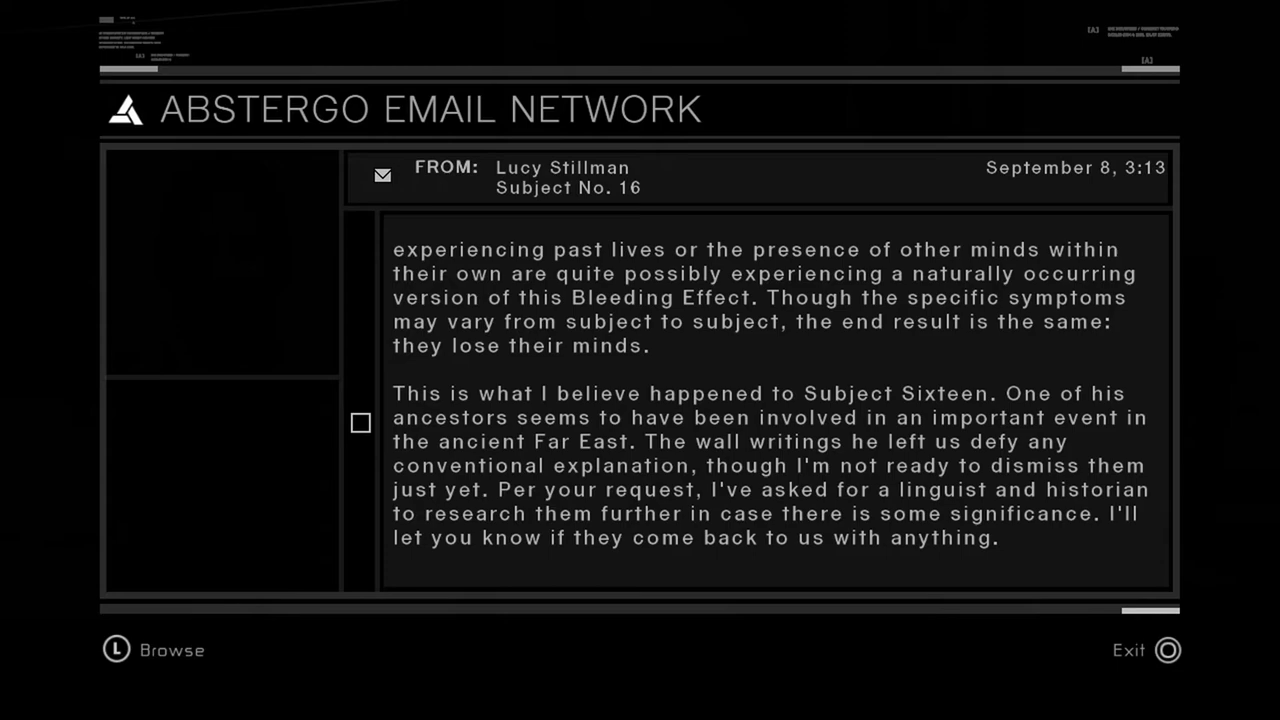 ABSTERGO EMAIL NETWORK
FROM: Lucy Stillman
Subject No. 16
September 8, 3:13
experiencing past lives or the presence of other minds within
their own are quite possibly experiencing a naturally occurring
version of this Bleeding Effect. Though the specific symptoms
may vary from subject to subject, the end result is the same:
they lose their minds.
This is what I believe happened to Subject Sixteen. One of his
ancestors seems to have been involved in an important event in
the ancient Far East. The wall writings he left us defy any
conventional explanation, though I'm not ready to dismiss them
just yet. Per your request, I've asked for a linguist and historian
to research them further in case there is some significance. I'll
let you know if they come back to us with anything.
L Browse
Exit